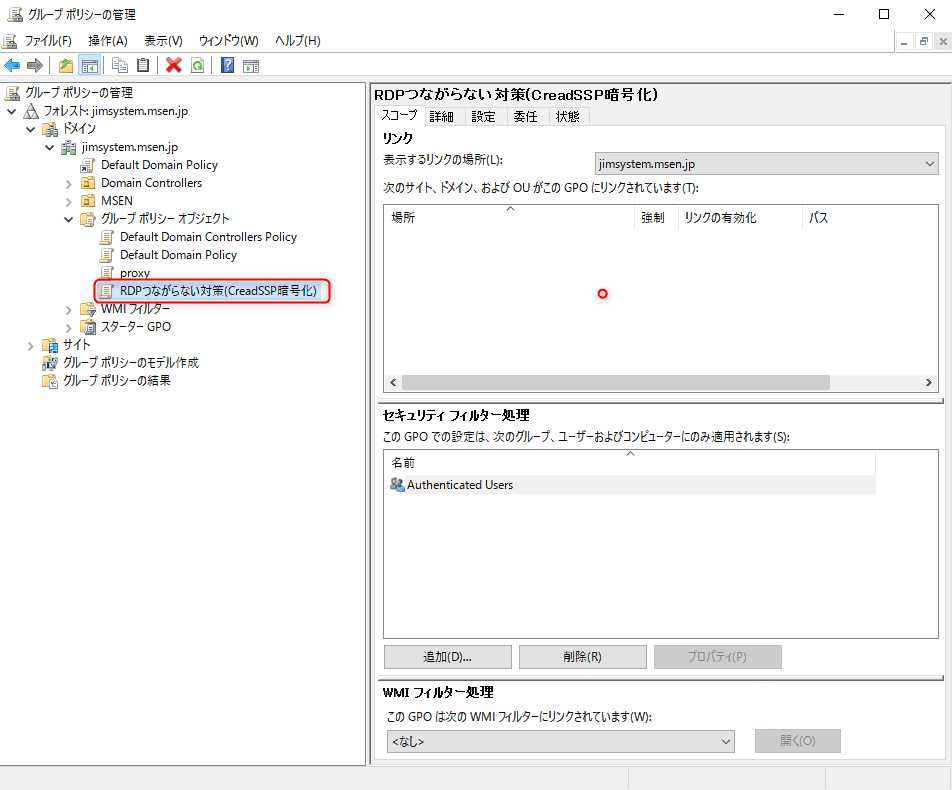 グループ ポリシーの管理
ファイル(F) 操作(A) 表示(V) ウィンドウ(W) ヘルプ(H)
グループ ポリシーの管理
フォレスト: jimsystem.msen.jp
ドメイン
jimsystem.msen.jp
Default Domain Policy
Domain Controllers
MSEN
グループ ポリシー オブジェクト
Default Domain Controllers Policy
Default Domain Policy
proxy
RDPつながらない対策(CreadSSP暗号化)
WMI フィルター
スターター GPO
サイト
グループ ポリシーのモデル作成
グループ ポリシーの結果
RDPつながらない対策(CreadSSP暗号化)
スコープ 詳細 設定 委任 状態
リンク
表示するリンクの場所(L): jimsystem.msen.jp
次のサイト、ドメイン、および OU がこの GPO にリンクされています(T):
場所 強制 リンクの有効化 パス
セキュリティ フィルター処理
この GPO での設定は、次のグループ、ユーザーおよびコンピューターにのみ適用されます(S):
名前
Authenticated Users
追加(D)... 削除(R) プロパティ(P)
WMI フィルター処理
この GPO は次の WMI フィルターにリンクされています(W):
<なし> 開く(O)